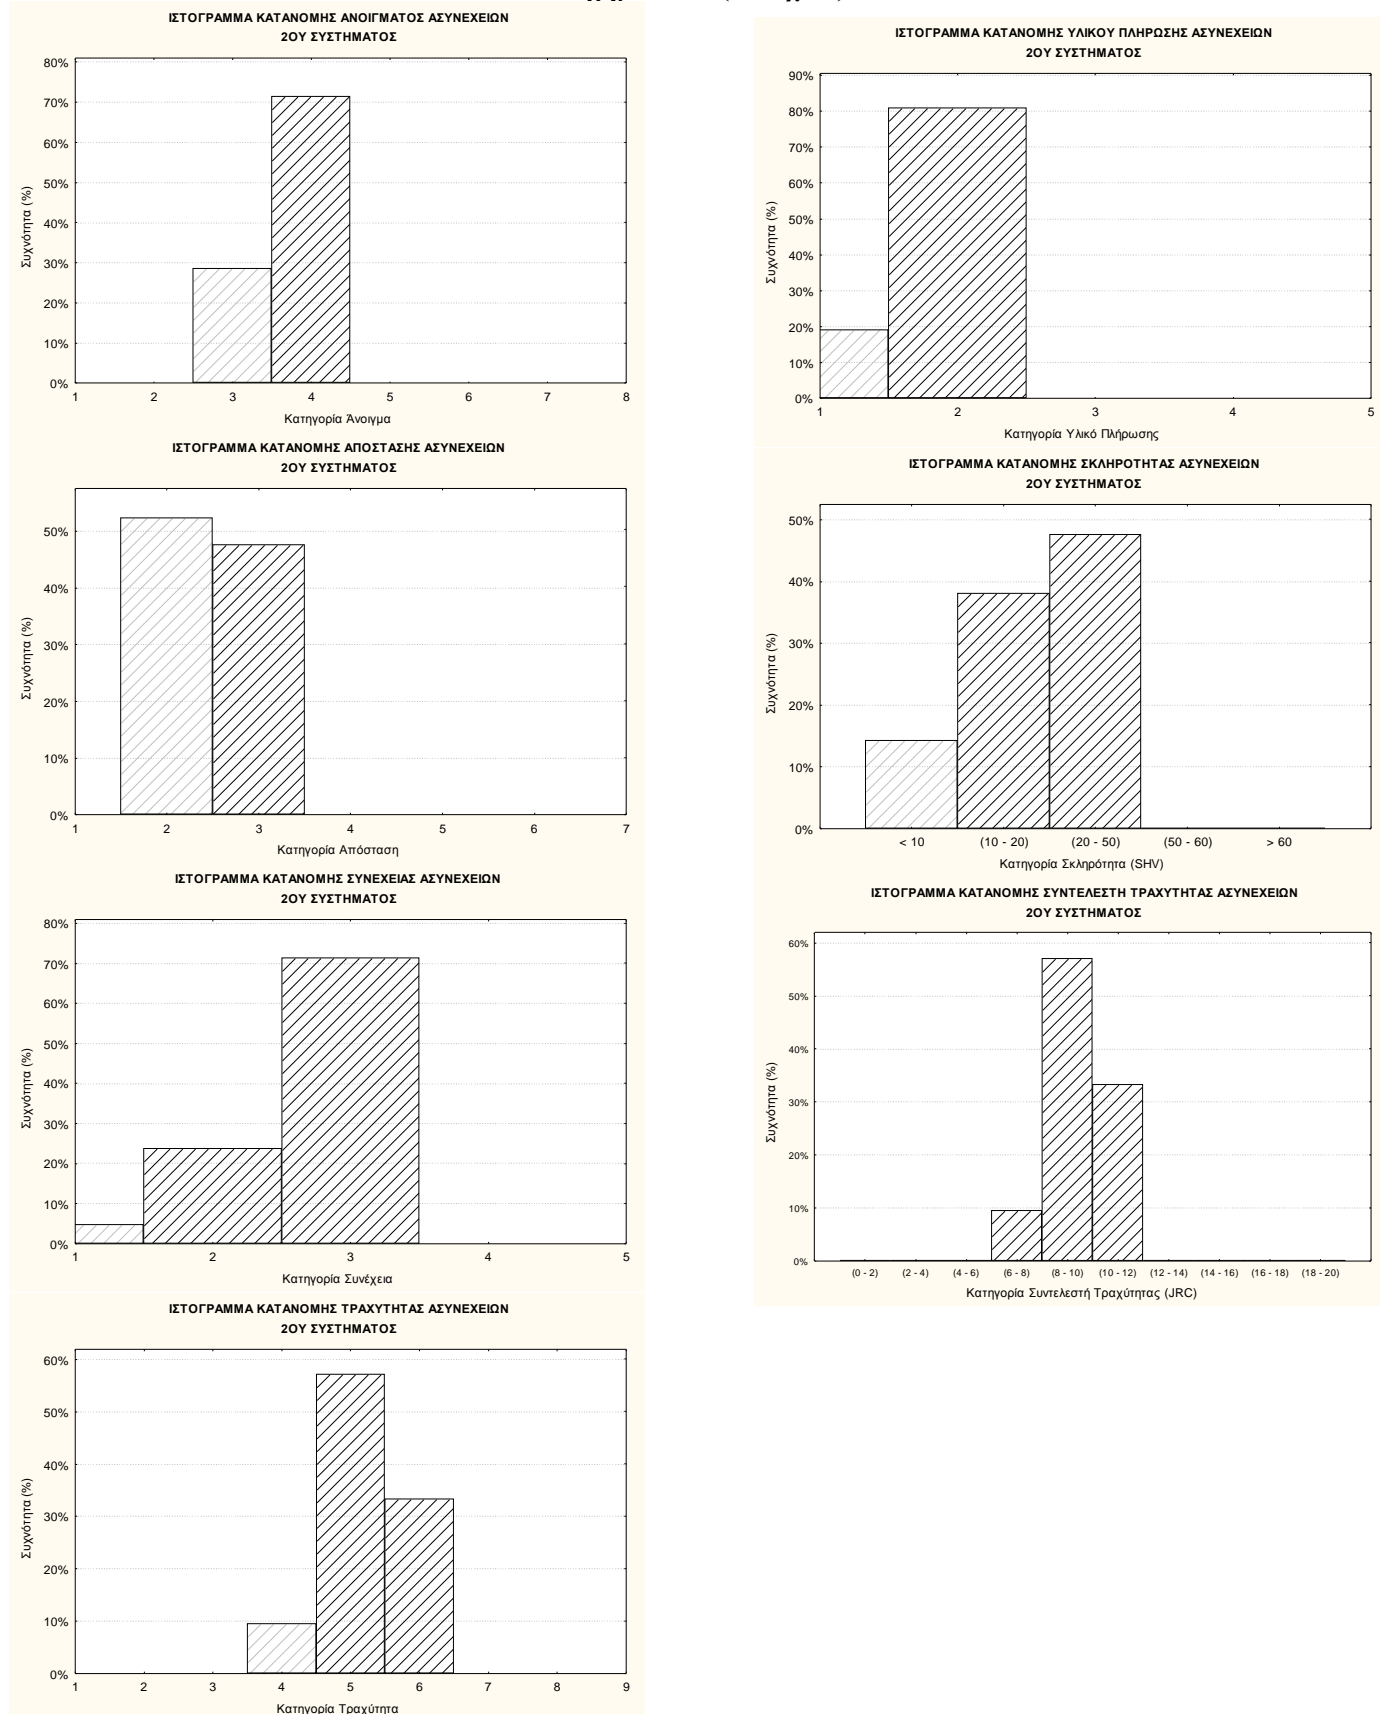 ΙΣΤΟΓΡΑΜΜΑ ΚΑΤΑΝΟΜΗΣ ΑΝΟΙΓΜΑΤΟΣ ΑΣΥΝΕΧΕΙΩΝ
2ΟΥ ΣΥΣΤΗΜΑΤΟΣ
80%
70%
60%
50%
40%
30%
20%
10%
0%
Συχνότητα (%)
1 2 3 4 5 6 7 8
Κατηγορία Άνοιγμα
ΙΣΤΟΓΡΑΜΜΑ ΚΑΤΑΝΟΜΗΣ ΑΠΟΣΤΑΣΗΣ ΑΣΥΝΕΧΕΙΩΝ
2ΟΥ ΣΥΣΤΗΜΑΤΟΣ
50%
40%
30%
20%
10%
0%
Συχνότητα (%)
1 2 3 4 5 6 7
Κατηγορία Απόσταση
ΙΣΤΟΓΡΑΜΜΑ ΚΑΤΑΝΟΜΗΣ ΣΥΝΕΧΕΙΑΣ ΑΣΥΝΕΧΕΙΩΝ
2ΟΥ ΣΥΣΤΗΜΑΤΟΣ
80%
70%
60%
50%
40%
30%
20%
10%
0%
Συχνότητα (%)
1 2 3 4 5
Κατηγορία Συνέχεια
ΙΣΤΟΓΡΑΜΜΑ ΚΑΤΑΝΟΜΗΣ ΤΡΑΧΥΤΗΤΑΣ ΑΣΥΝΕΧΕΙΩΝ
2ΟΥ ΣΥΣΤΗΜΑΤΟΣ
60%
50%
40%
30%
20%
10%
0%
Συχνότητα (%)
1 2 3 4 5 6 7 8 9
Κατηγορία Τραχύτητα
ΙΣΤΟΓΡΑΜΜΑ ΚΑΤΑΝΟΜΗΣ ΥΛΙΚΟΥ ΠΛΗΡΩΣΗΣ ΑΣΥΝΕΧΕΙΩΝ
2ΟΥ ΣΥΣΤΗΜΑΤΟΣ
90%
80%
70%
60%
50%
40%
30%
20%
10%
0%
Συχνότητα (%)
1 2 3 4 5
Κατηγορία Υλικό Πλήρωσης
ΙΣΤΟΓΡΑΜΜΑ ΚΑΤΑΝΟΜΗΣ ΣΚΛΗΡΟΤΗΤΑΣ ΑΣΥΝΕΧΕΙΩΝ
2ΟΥ ΣΥΣΤΗΜΑΤΟΣ
50%
40%
30%
20%
10%
0%
Συχνότητα (%)
< 10 (10 - 20) (20 - 50) (50 - 60) > 60
Κατηγορία Σκληρότητα (SHV)
ΙΣΤΟΓΡΑΜΜΑ ΚΑΤΑΝΟΜΗΣ ΣΥΝΤΕΛΕΣΤΗ ΤΡΑΧΥΤΗΤΑΣ ΑΣΥΝΕΧΕΙΩΝ
2ΟΥ ΣΥΣΤΗΜΑΤΟΣ
60%
50%
40%
30%
20%
10%
0%
Συχνότητα (%)
(0 - 2) (2 - 4) (4 - 6) (6 - 8) (8 - 10) (10 - 12) (12 - 14) (14 - 16) (16 - 18) (18 - 20)
Κατηγορία Συντελεστή Τραχύτητας (JRC)